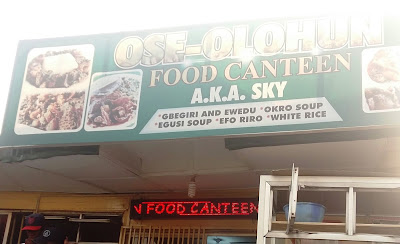 OSE-OLOHUN
FOOD CANTEEN
A.K.A. SKY
*GBEGIRI AND EWEDU *OKRO SOUP
*EGUSI SOUP *EFO RIRO *WHITE RICE
N FOOD CANTEEN